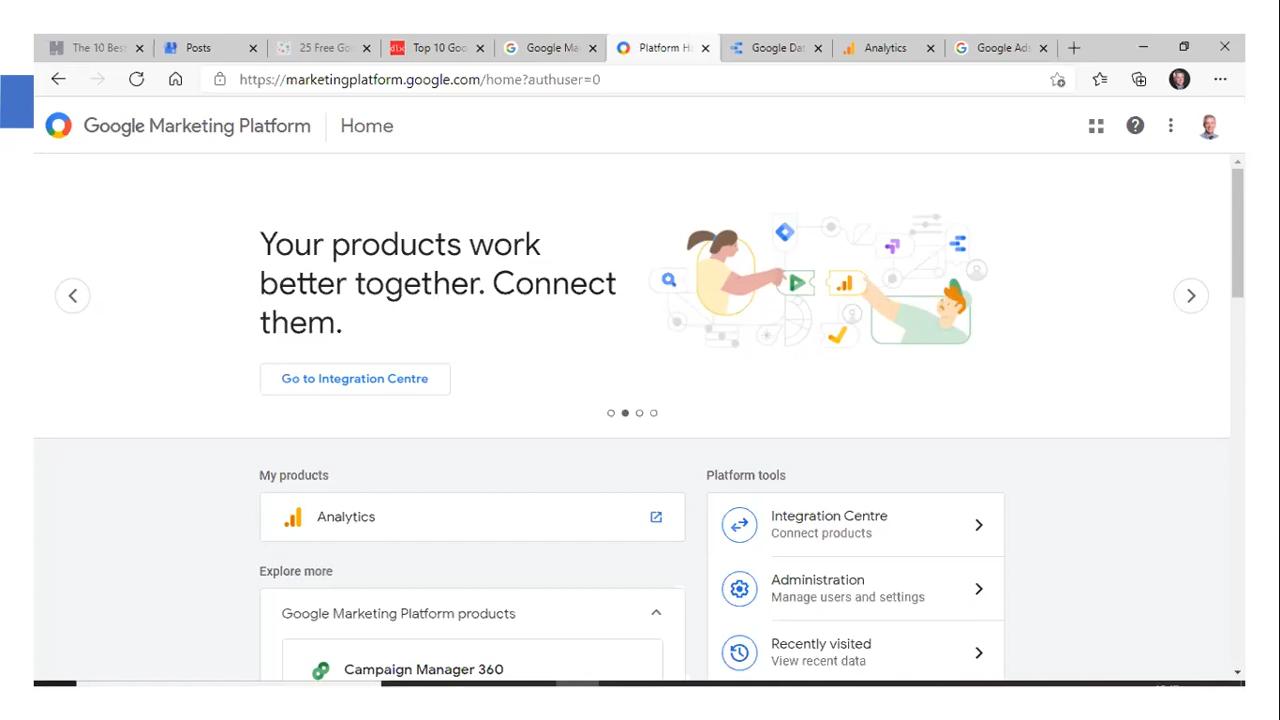 The 10 Bes
Posts
25 Free Go
Top 10 Goo
Google Ma
Platform H
Google Dat
Analytics
Google Ads
https://marketingplatform.google.com/home?authuser=0
Google Marketing Platform
Home
Your products work
better together. Connect
them.
Go to Integration Centre
My products
Analytics
Explore more
Google Marketing Platform products
Campaign Manager 360
Platform tools
Integration Centre
Connect products
Administration
Manage users and settings
Recently visited
View recent data